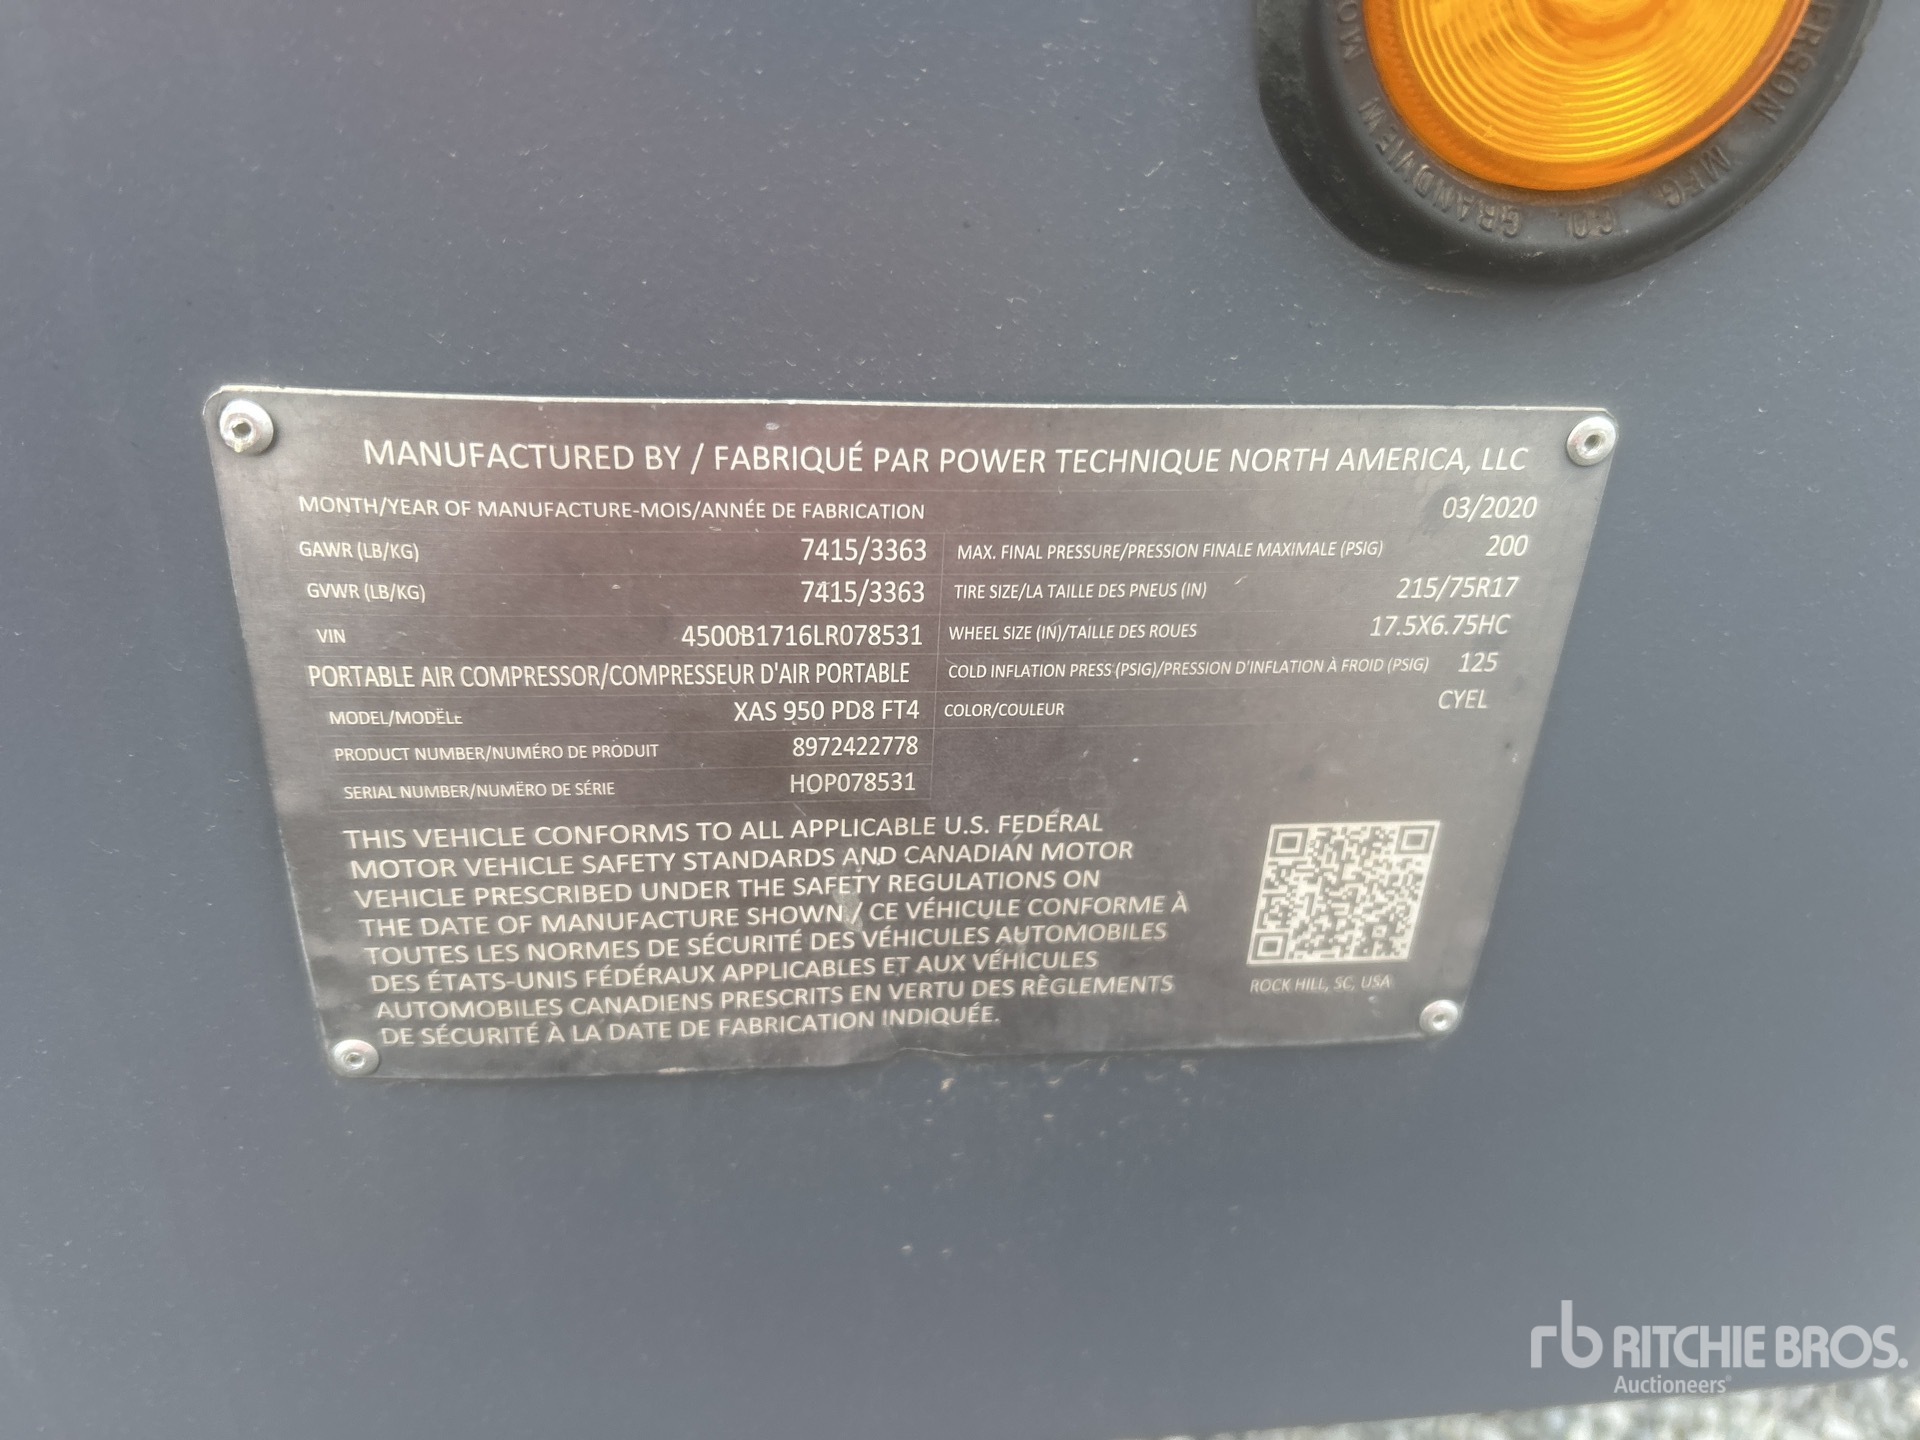 MOTERSON MFG. CO. GRANDVIEW MO
MANUFACTURED BY / FABRIQUÉ PAR POWER TECHNIQUE NORTH AMERICA, LLC
MONTH/YEAR OF MANUFACTURE-MOIS/ANNÉE DE FABRICATION 03/2020
GAWR (LB/KG) 7415/3363 MAX. FINAL PRESSURE/PRESSION FINALE MAXIMALE (PSIG) 200
GVWR (LB/KG) 7415/3363 TIRE SIZE/LA TAILLE DES PNEUS (IN) 215/75R17
VIN 4500B1716LR078531 WHEEL SIZE (IN)/TAILLE DES ROUES 17.5X6.75HC
PORTABLE AIR COMPRESSOR/COMPRESSEUR D'AIR PORTABLE COLD INFLATION PRESS (PSIG)/PRESSION D'INFLATION À FROID (PSIG) 125
MODEL/MODËLE XAS 950 PD8 FT4 COLOR/COULEUR CYEL
PRODUCT NUMBER/NUMÉRO DE PRODUIT 8972422778
SERIAL NUMBER/NUMËRO DE SÉRIE HOP078531
THIS VEHICLE CONFORMS TO ALL APPLICABLE U.S. FEDERAL
MOTOR VEHICLE SAFETY STANDARDS AND CANADIAN MOTOR
VEHICLE PRESCRIBED UNDER THE SAFETY REGULATIONS ON
THE DATE OF MANUFACTURE SHOWN / CE VÉHICULE CONFORME À
TOUTES LES NORMES DE SÉCURITÉ DES VÉHICULES AUTOMOBILES
DES ÉTATS-UNIS FÉDÉRAUX APPLICABLES ET AUX VÉHICULES
AUTOMOBILES CANADIENS PRESCRITS EN VERTU DES RÈGLEMENTS
DE SÉCURITÉ À LA DATE DE FABRICATION INDIQUÉE.
ROCK HILL, SC, USA
rb RITCHIE BROS.
Auctioneers